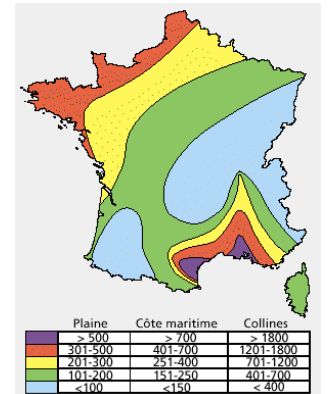 Plaine Côte maritime Collines
> 500 > 700 > 1800
301-500 401-700 1201-1800
201-300 251-400 701-1200
101-200 151-250 401-700
<100 <150 < 400